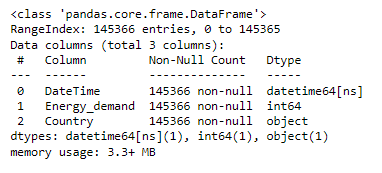 <class 'pandas.core.frame.DataFrame'>
RangeIndex: 145366 entries, 0 to 145365
Data columns (total 3 columns):
 #   Column         Non-Null Count   Dtype
---  ------         --------------   -----
 0   DateTime       145366 non-null  datetime64[ns]
 1   Energy_demand  145366 non-null  int64
 2   Country        145366 non-null  object
dtypes: datetime64[ns](1), int64(1), object(1)
memory usage: 3.3+ MB